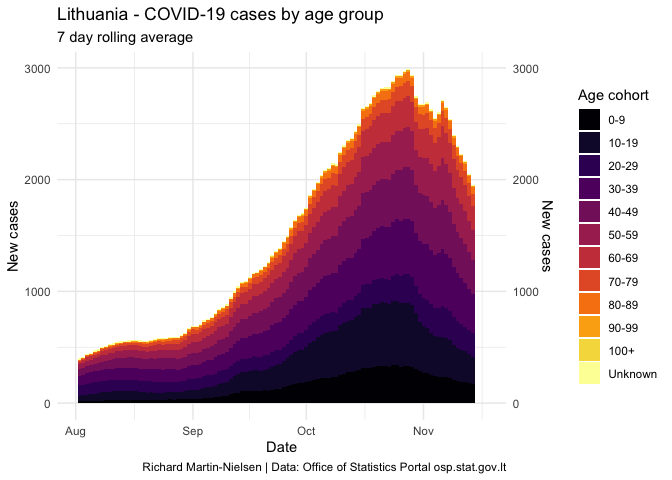 Lithuania - COVID-19 cases by age group
7 day rolling average
New cases
3000
2000
1000
0
3000
2000
1000
0
New cases
Aug
Sep
Oct
Nov
Date
Age cohort
0-9
10-19
20-29
30-39
40-49
50-59
60-69
70-79
80-89
90-99
100+
Unknown
Richard Martin-Nielsen | Data: Office of Statistics Portal osp.stat.gov.lt